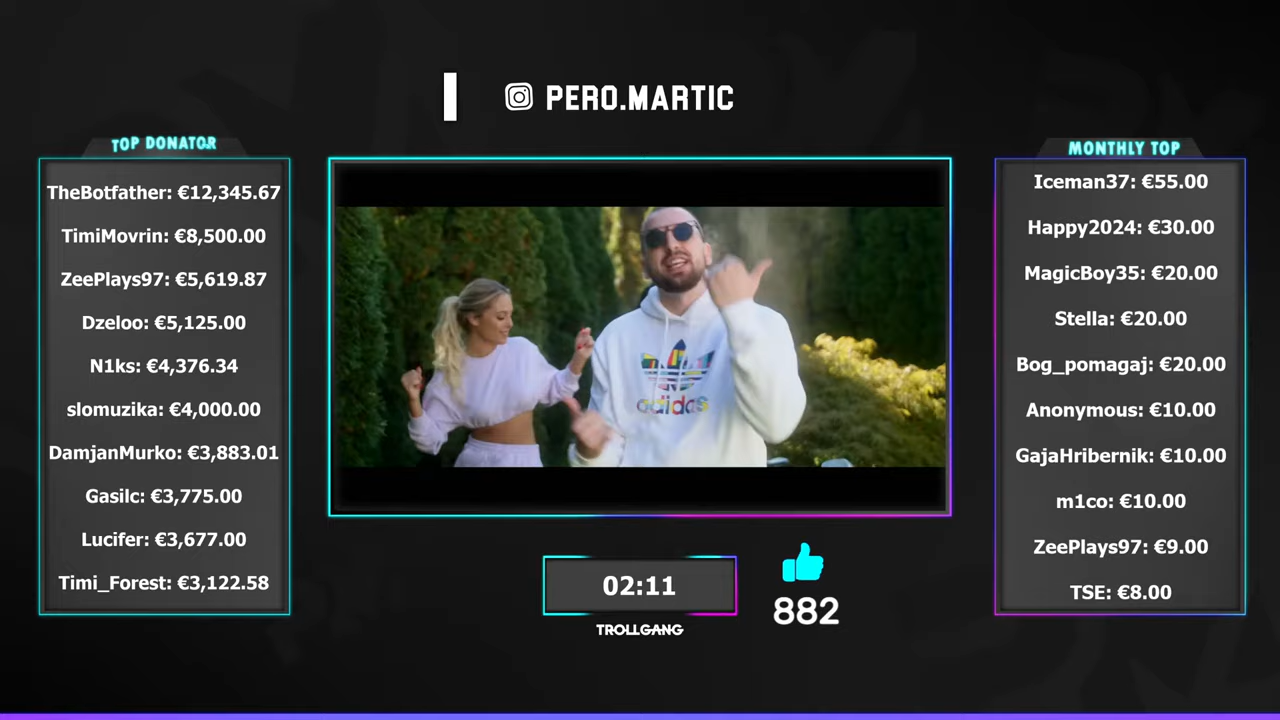 PERO.MARTIC
TOP DONATOR
TheBotfather: €12,345.67
TimiMovrin: €8,500.00
ZeePlays97: €5,619.87
Dzeloo: €5,125.00
N1ks: €4,376.34
slomuzika: €4,000.00
DamjanMurko: €3,883.01
Gasilc: €3,775.00
Lucifer: €3,677.00
Timi_Forest: €3,122.58
adidas
02:11
TROLLGANG
882
MONTHLY TOP
Iceman37: €55.00
Happy2024: €30.00
MagicBoy35: €20.00
Stella: €20.00
Bog_pomagaj: €20.00
Anonymous: €10.00
GajaHribernik: €10.00
m1co: €10.00
ZeePlays97: €9.00
TSE: €8.00